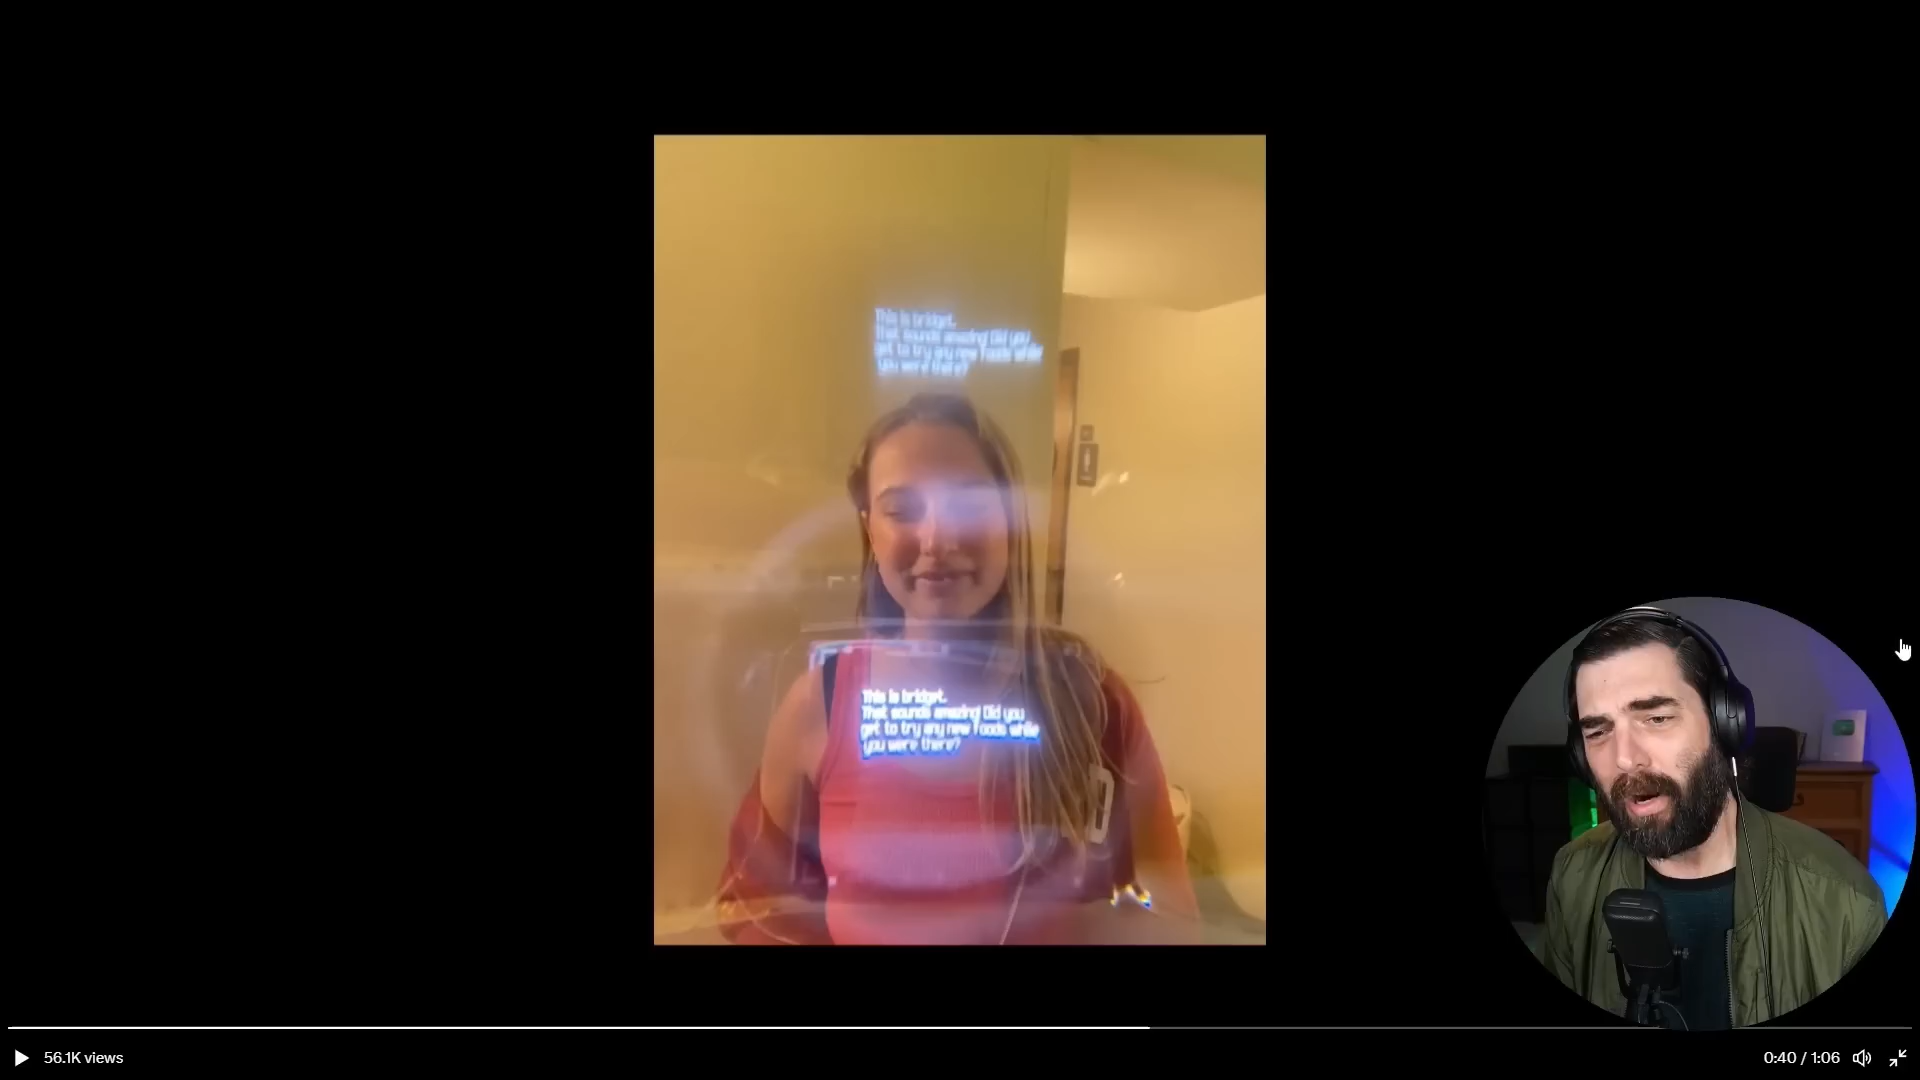 This is bridget.
That sounds amazing! Did you
get to try any new foods while
you were there?
This is bridget.
That sounds amazing! Did you
get to try any new foods while
you were there?
56.1K views
0:40 / 1:06